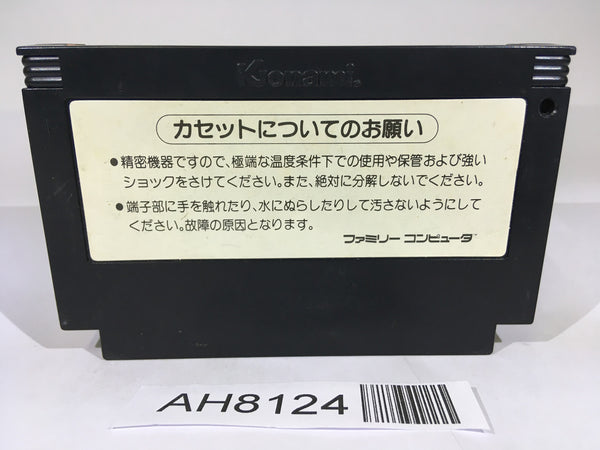 Konami
カセットについてのお願い
●精密機器ですので、極端な温度条件下での使用や保管および強い
ショックをさけてください。また、絶対に分解しないでください。
●端子部に手を触れたり、水にぬらしたりして汚さないようにして
ください。故障の原因となります。
ファミリー コンピュータ
AH8124